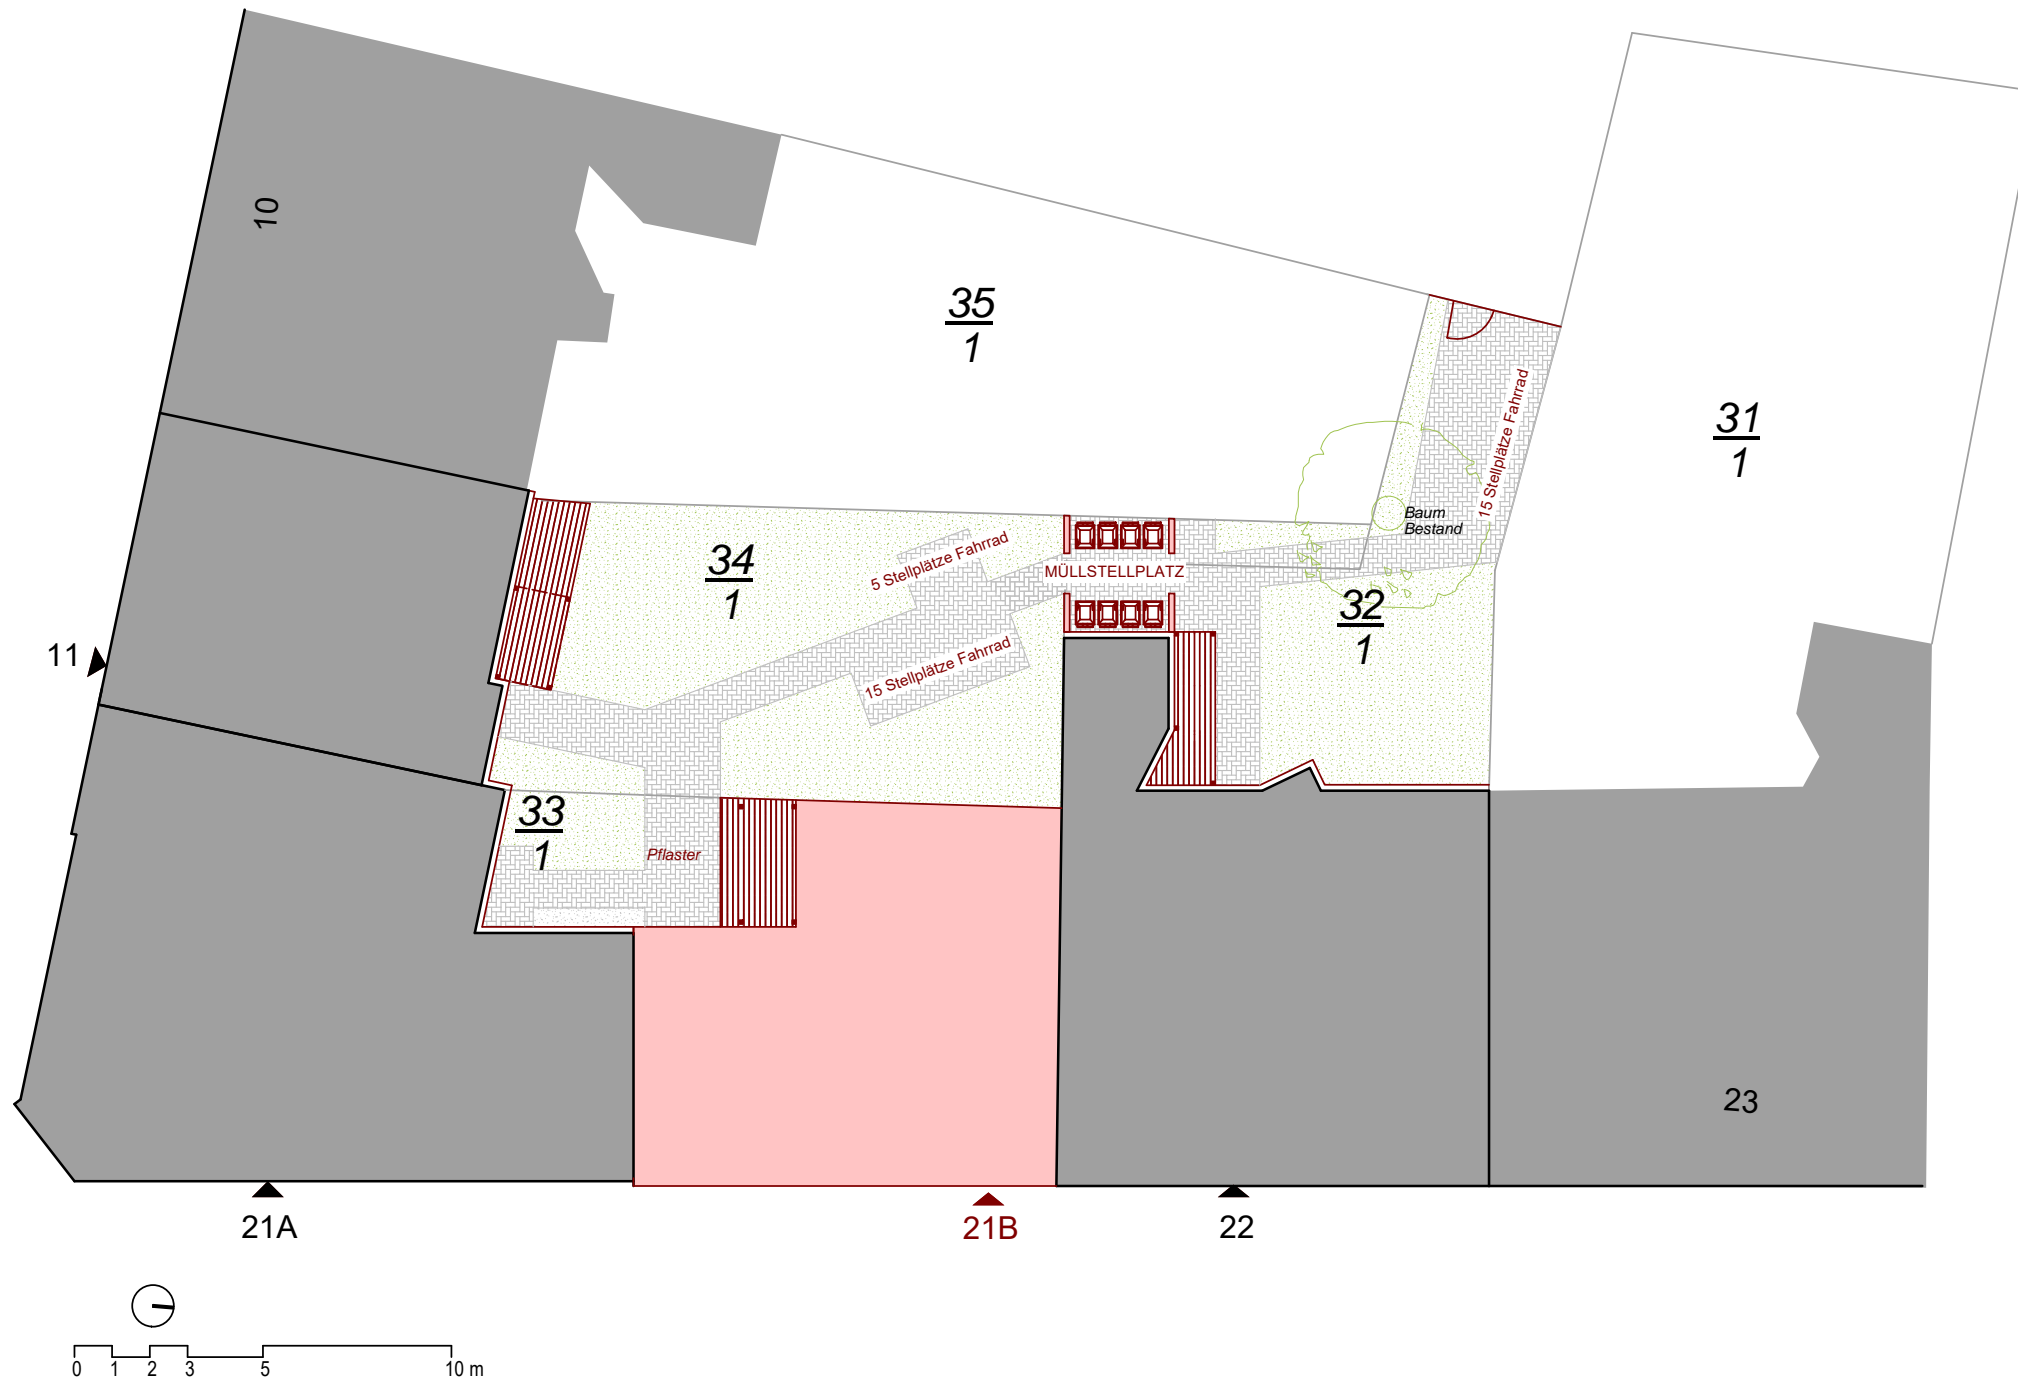 10
35
1
31
1
15 Stellplätze Fahrrad
Baum
Bestand
34
1
5 Stellplätze Fahrrad
MÜLLSTELLPLATZ
32
1
11
15 Stellplätze Fahrrad
33
1
Pflaster
23
21A
21B
22
0 1 2 3 5 10 m